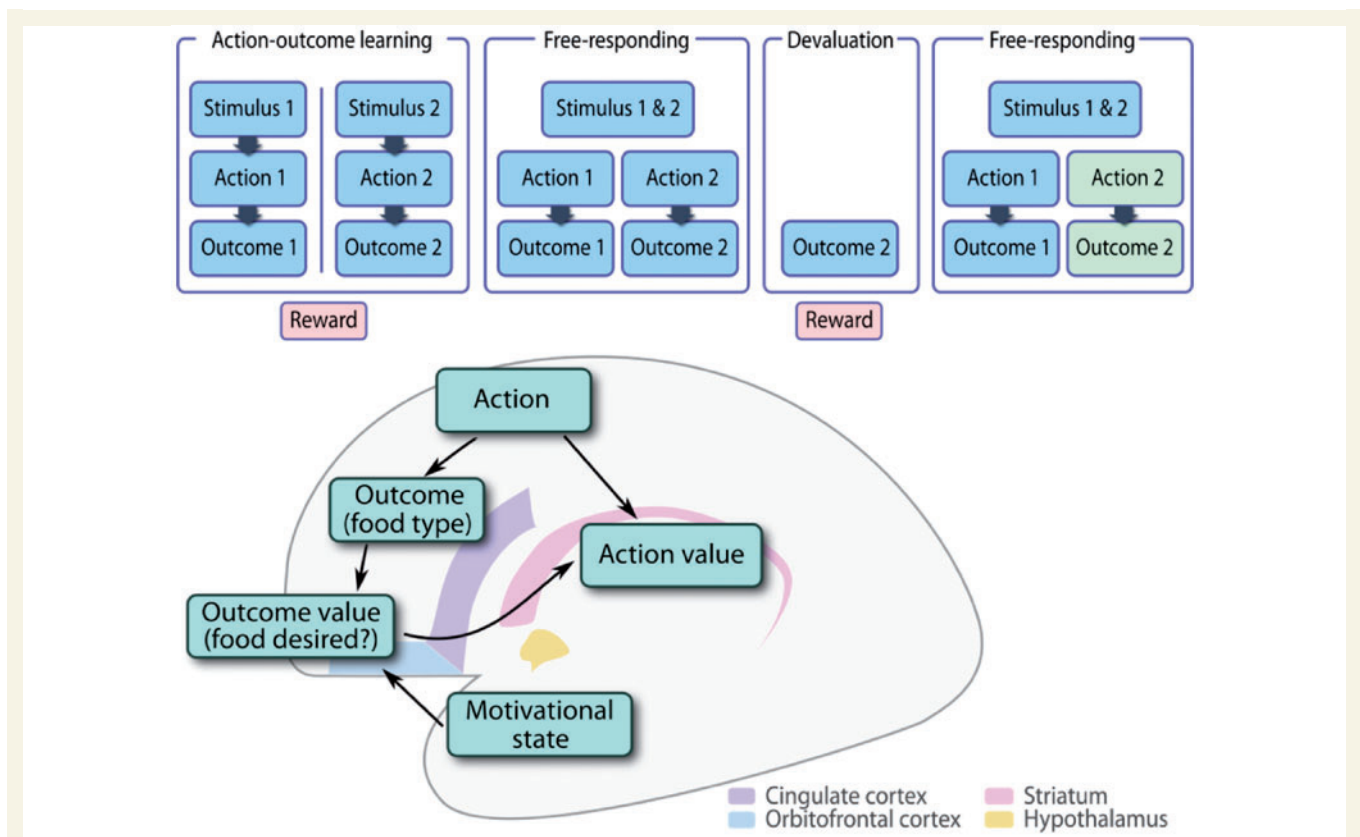 Action-outcome learning
Free-responding
Devaluation
Free-responding
Stimulus 1
Stimulus 2
Stimulus 1 & 2
Stimulus 1 & 2
Action 1
Action 2
Action 1
Action 2
Action 1
Action 2
Outcome 1
Outcome 2
Outcome 1
Outcome 2
Outcome 2
Outcome 1
Outcome 2
Reward
Reward
Action
Outcome
(food type)
Action value
Outcome value
(food desired?)
Motivational
state
Cingulate cortex
Striatum
Orbitofrontal cortex
Hypothalamus